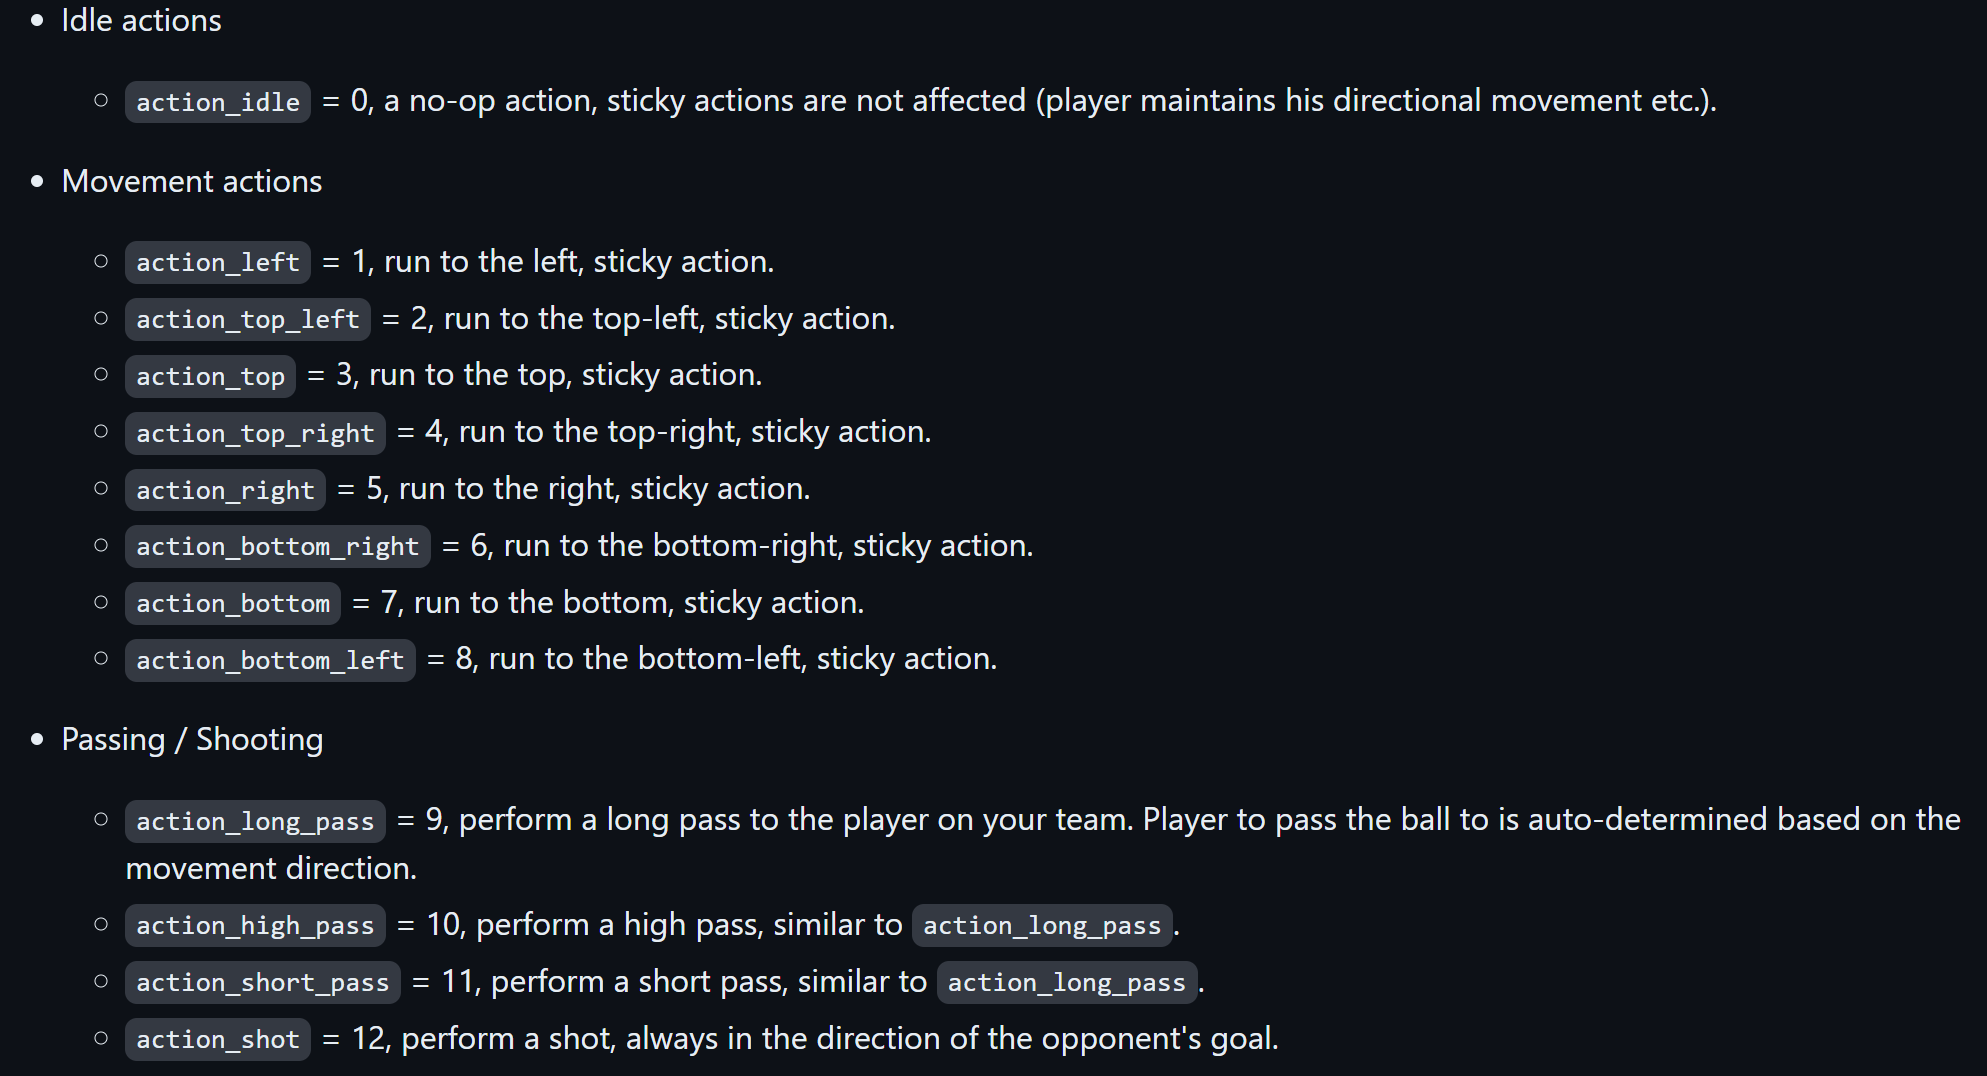 Idle actions
action_idle = 0, a no-op action, sticky actions are not affected (player maintains his directional movement etc.).
Movement actions
action_left = 1, run to the left, sticky action.
action_top_left = 2, run to the top-left, sticky action.
action_top = 3, run to the top, sticky action.
action_top_right = 4, run to the top-right, sticky action.
action_right = 5, run to the right, sticky action.
action_bottom_right = 6, run to the bottom-right, sticky action.
action_bottom = 7, run to the bottom, sticky action.
action_bottom_left = 8, run to the bottom-left, sticky action.
Passing / Shooting
action_long_pass = 9, perform a long pass to the player on your team. Player to pass the ball to is auto-determined based on the
movement direction.
action_high_pass = 10, perform a high pass, similar to action_long_pass.
action_short_pass = 11, perform a short pass, similar to action_long_pass.
action_shot = 12, perform a shot, always in the direction of the opponent's goal.